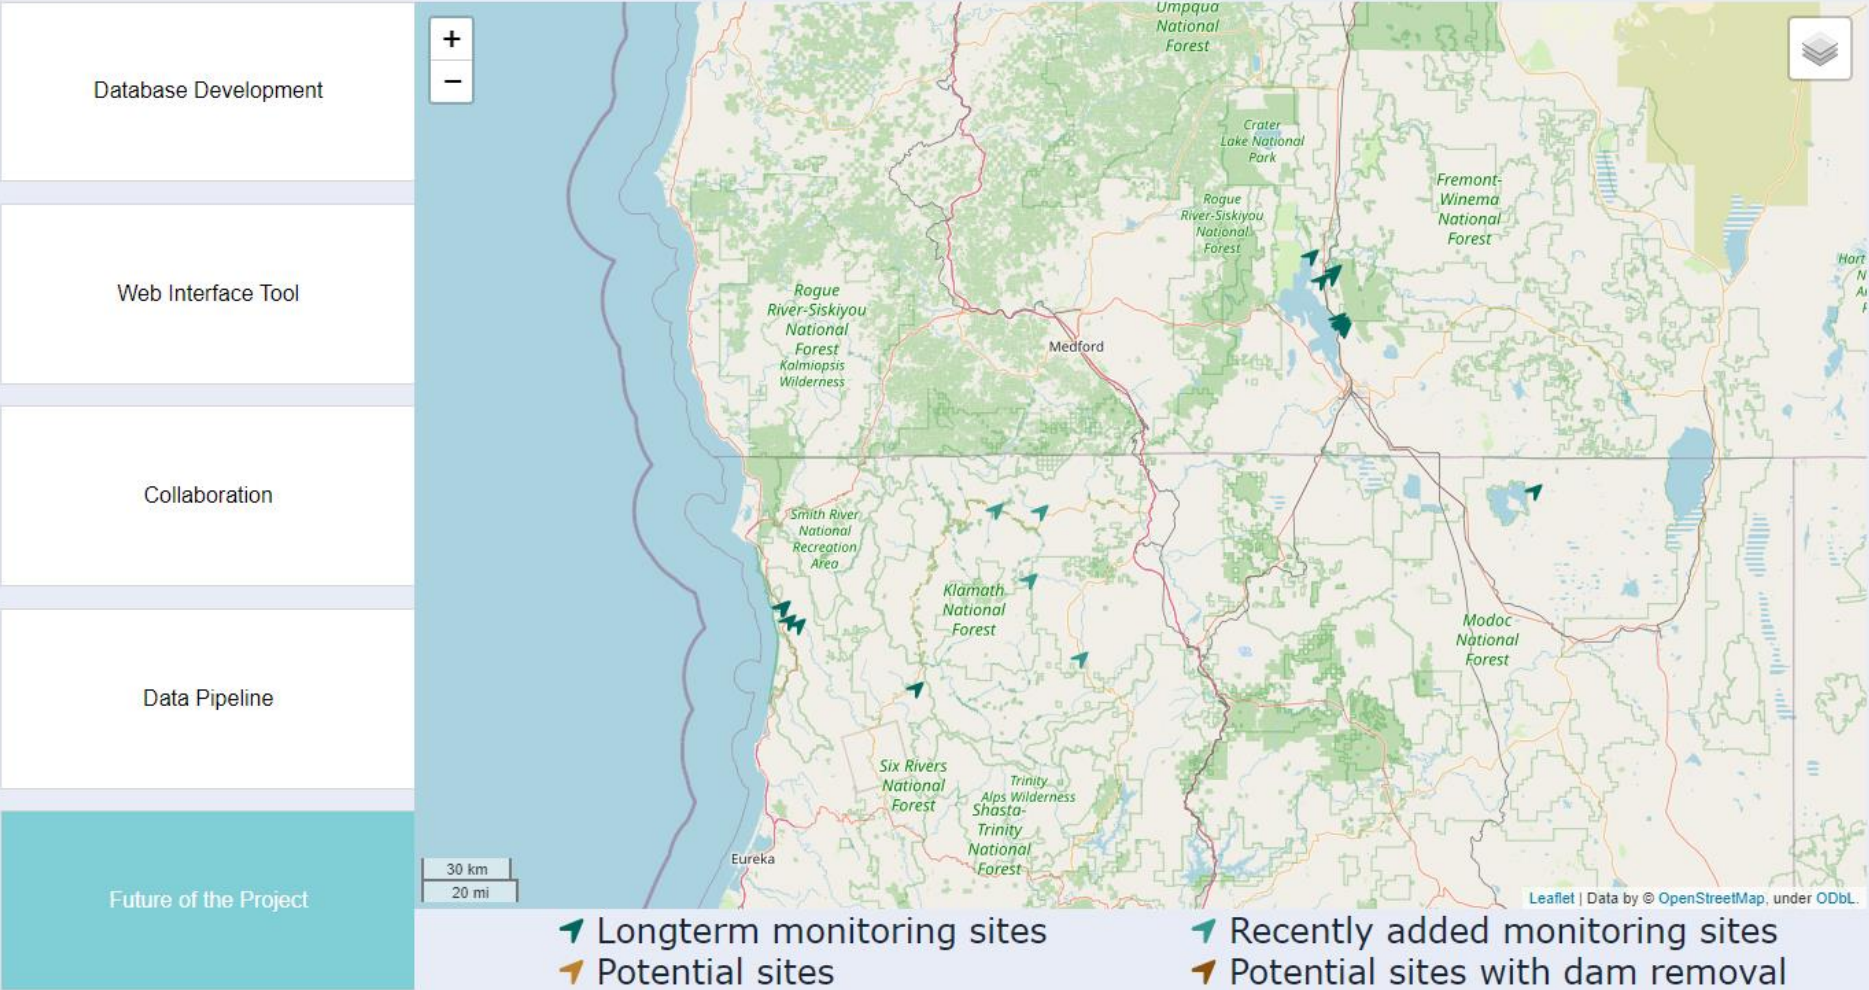 Database Development
Web Interface Tool
Collaboration
Data Pipeline
Future of the Project
+
−
Umpqua
National
Forest
Crater
Lake National
Park
Rogue
River-Siskiyou
National
Forest
Fremont-
Winema
National
Forest
Hart
N
Rogue
River-Siskiyou
National
Forest
Kalmiopsis
Wilderness
Medford
Smith River
National
Recreation
Area
Klamath
National
Forest
Modoc
National
Forest
Six Rivers
National
Forest
Trinity
Alps Wilderness
Shasta-
Trinity
National
Forest
Eureka
30 km
20 mi
Leaflet | Data by © OpenStreetMap, under ODbL.
Longterm monitoring sites
Recently added monitoring sites
Potential sites
Potential sites with dam removal